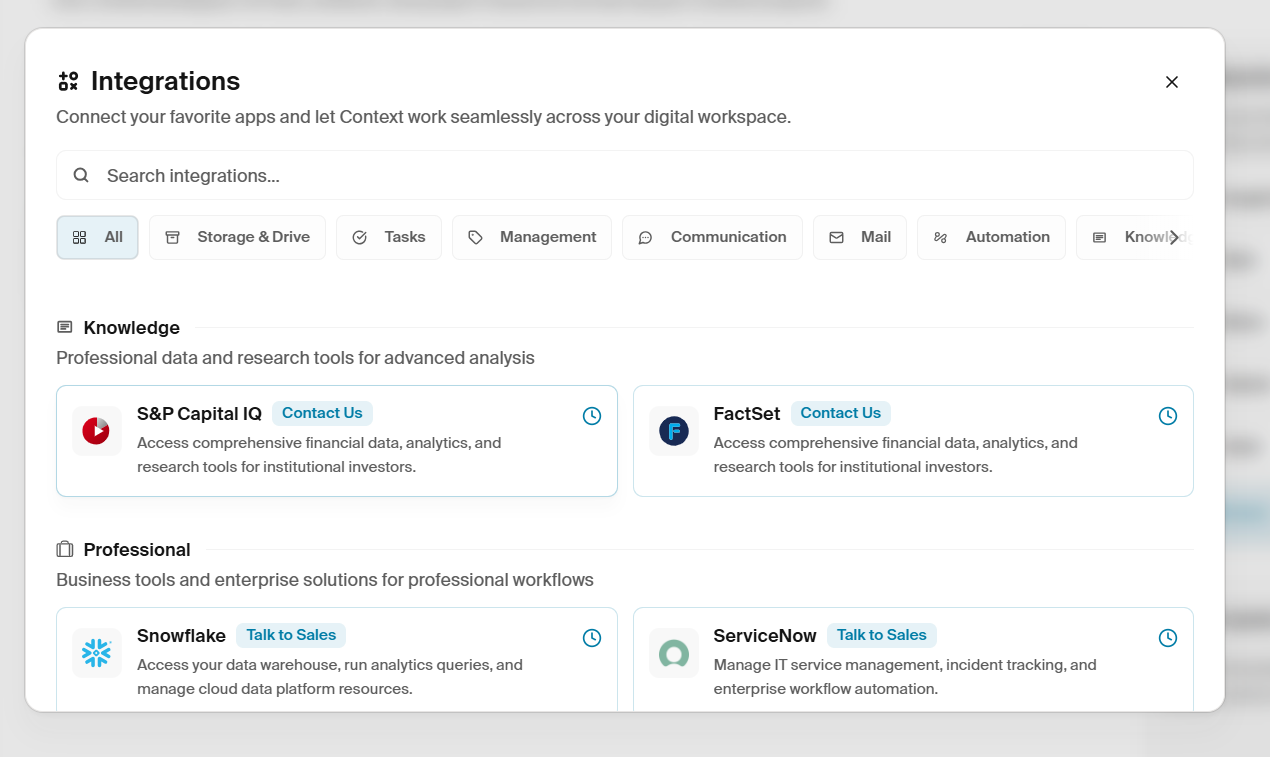 Integrations
Connect your favorite apps and let Context work seamlessly across your digital workspace.
Search integrations...
All Storage & Drive Tasks Management Communication Mail Automation
Knowledge
Professional data and research tools for advanced analysis
S&P Capital IQ Contact Us
Access comprehensive financial data, analytics, and
research tools for institutional investors.
FactSet Contact Us
Access comprehensive financial data, analytics, and
research tools for institutional investors.
Professional
Business tools and enterprise solutions for professional workflows
Snowflake Talk to Sales
Access your data warehouse, run analytics queries, and
manage cloud data platform resources.
ServiceNow Talk to Sales
Manage IT service management, incident tracking, and
enterprise workflow automation.